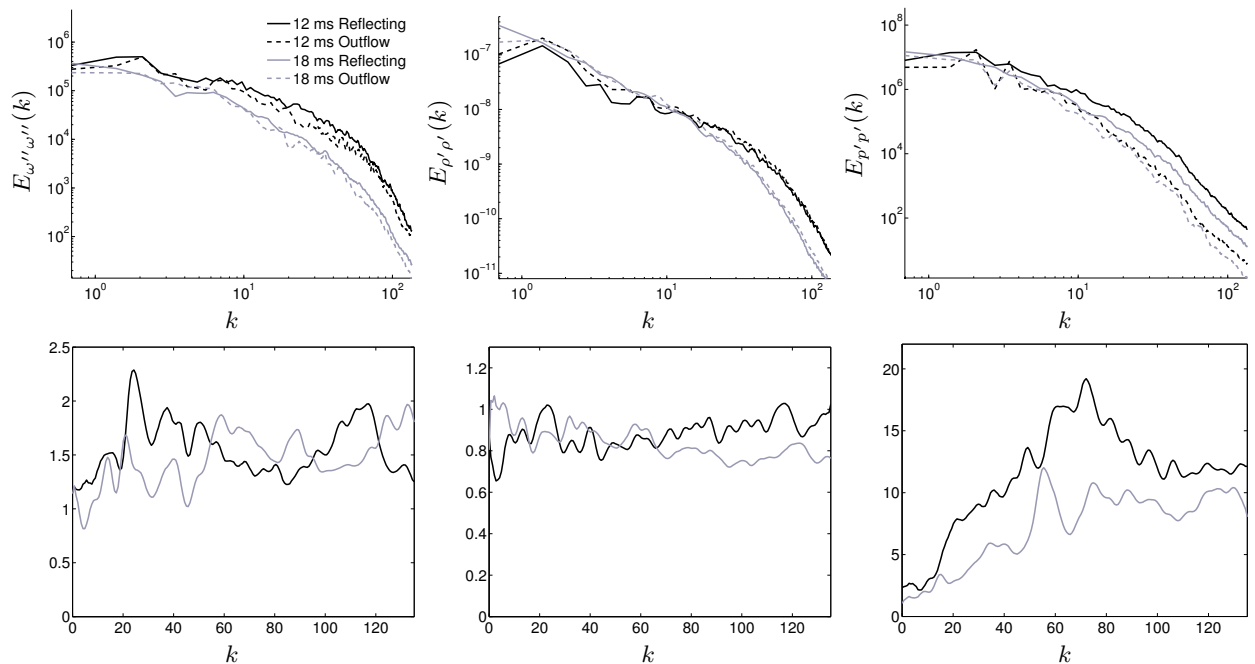 12 ms Reflecting
12 ms Outflow
18 ms Reflecting
18 ms Outflow
E_{ω''ω''}(k)
10^6
10^5
10^4
10^3
10^2
10^0 10^1 10^2
k
E_{ρ'ρ'}(k)
10^{−7}
10^{−8}
10^{−9}
10^{−10}
10^{−11}
10^0 10^1 10^2
k
E_{p'p'}(k)
10^8
10^6
10^4
10^2
10^0 10^1 10^2
k
2.5
2
1.5
1
0.5
0
0 20 40 60 80 100 120
k
1.2
1
0.8
0.6
0.4
0.2
0
0 20 40 60 80 100 120
k
20
15
10
5
0
0 20 40 60 80 100 120
k